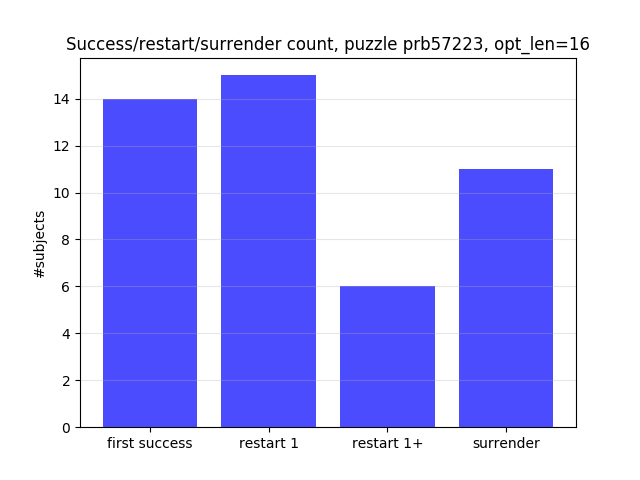 Success/restart/surrender count, puzzle prb57223, opt_len=16
#subjects
14
12
10
8
6
4
2
0
first success restart 1 restart 1+ surrender